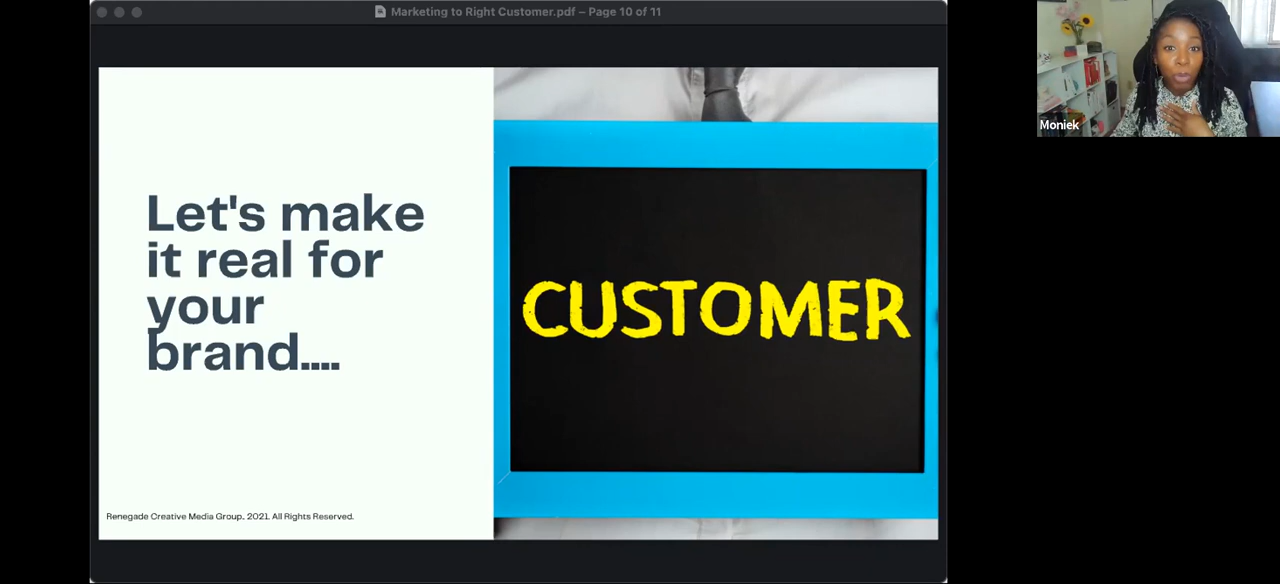 Marketing to Right Customer.pdf – Page 10 of 11
Let's make
it real for
your
brand....
CUSTOMER
Renegade Creative Media Group. 2021. All Rights Reserved.
Moniek